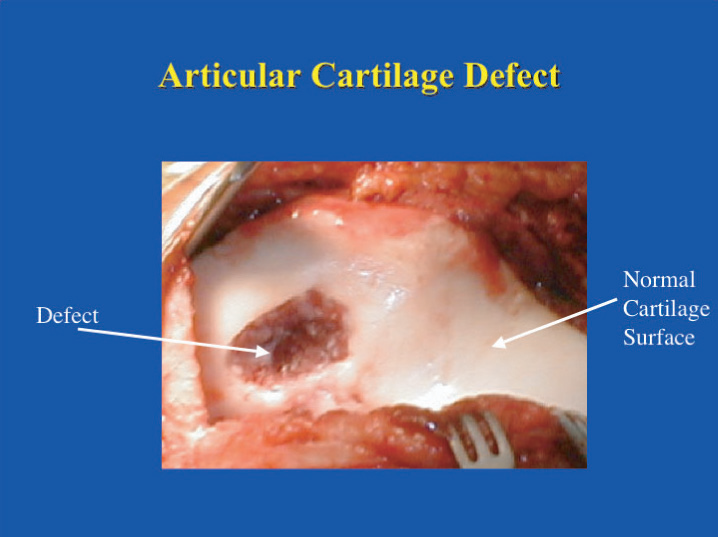 Articular Cartilage Defect
Defect
Normal
Cartilage
Surface